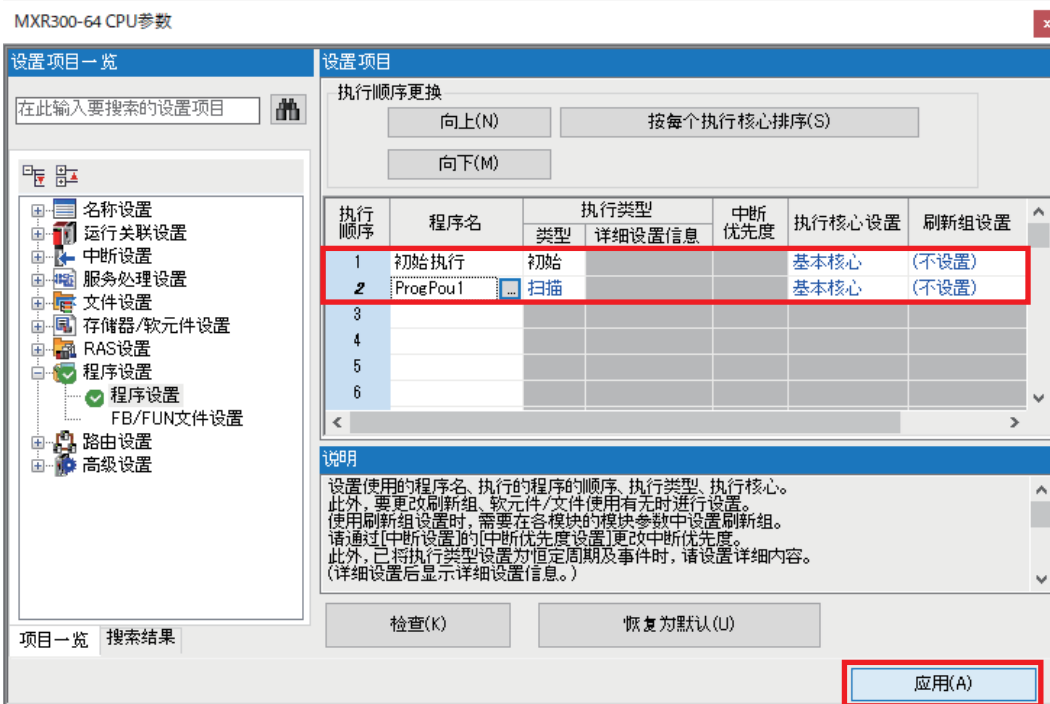 MXR300-64 CPU参数
x
设置项目一览
在此输入要搜索的设置项目
名称设置
运行关联设置
中断设置
服务处理设置
文件设置
存储器/软元件设置
RAS设置
程序设置
程序设置
FB/FUN文件设置
路由设置
高级设置
项目一览 搜索结果
设置项目
执行顺序更换
向上(N) 按每个执行核心排序(S)
向下(M)
执行顺序 程序名 执行类型 中断优先度 执行核心设置 刷新组设置
类型 详细设置信息
1 初始执行 初始 基本核心 (不设置)
2 ProgPou1 ... 扫描 基本核心 (不设置)
3
4
5
6
说明
设置使用的程序名、执行的程序的顺序、执行类型、执行核心。
此外,要更改刷新组、软元件/文件使用有无时进行设置。
使用刷新组设置时,需要在各模块的模块参数中设置刷新组。
请通过[中断设置]的[中断优先度设置]更改中断优先度。
此外,已将执行类型设置为恒定周期及事件时,请设置详细内容。
(详细设置后显示详细设置信息。)
检查(K) 恢复为默认(U)
应用(A)